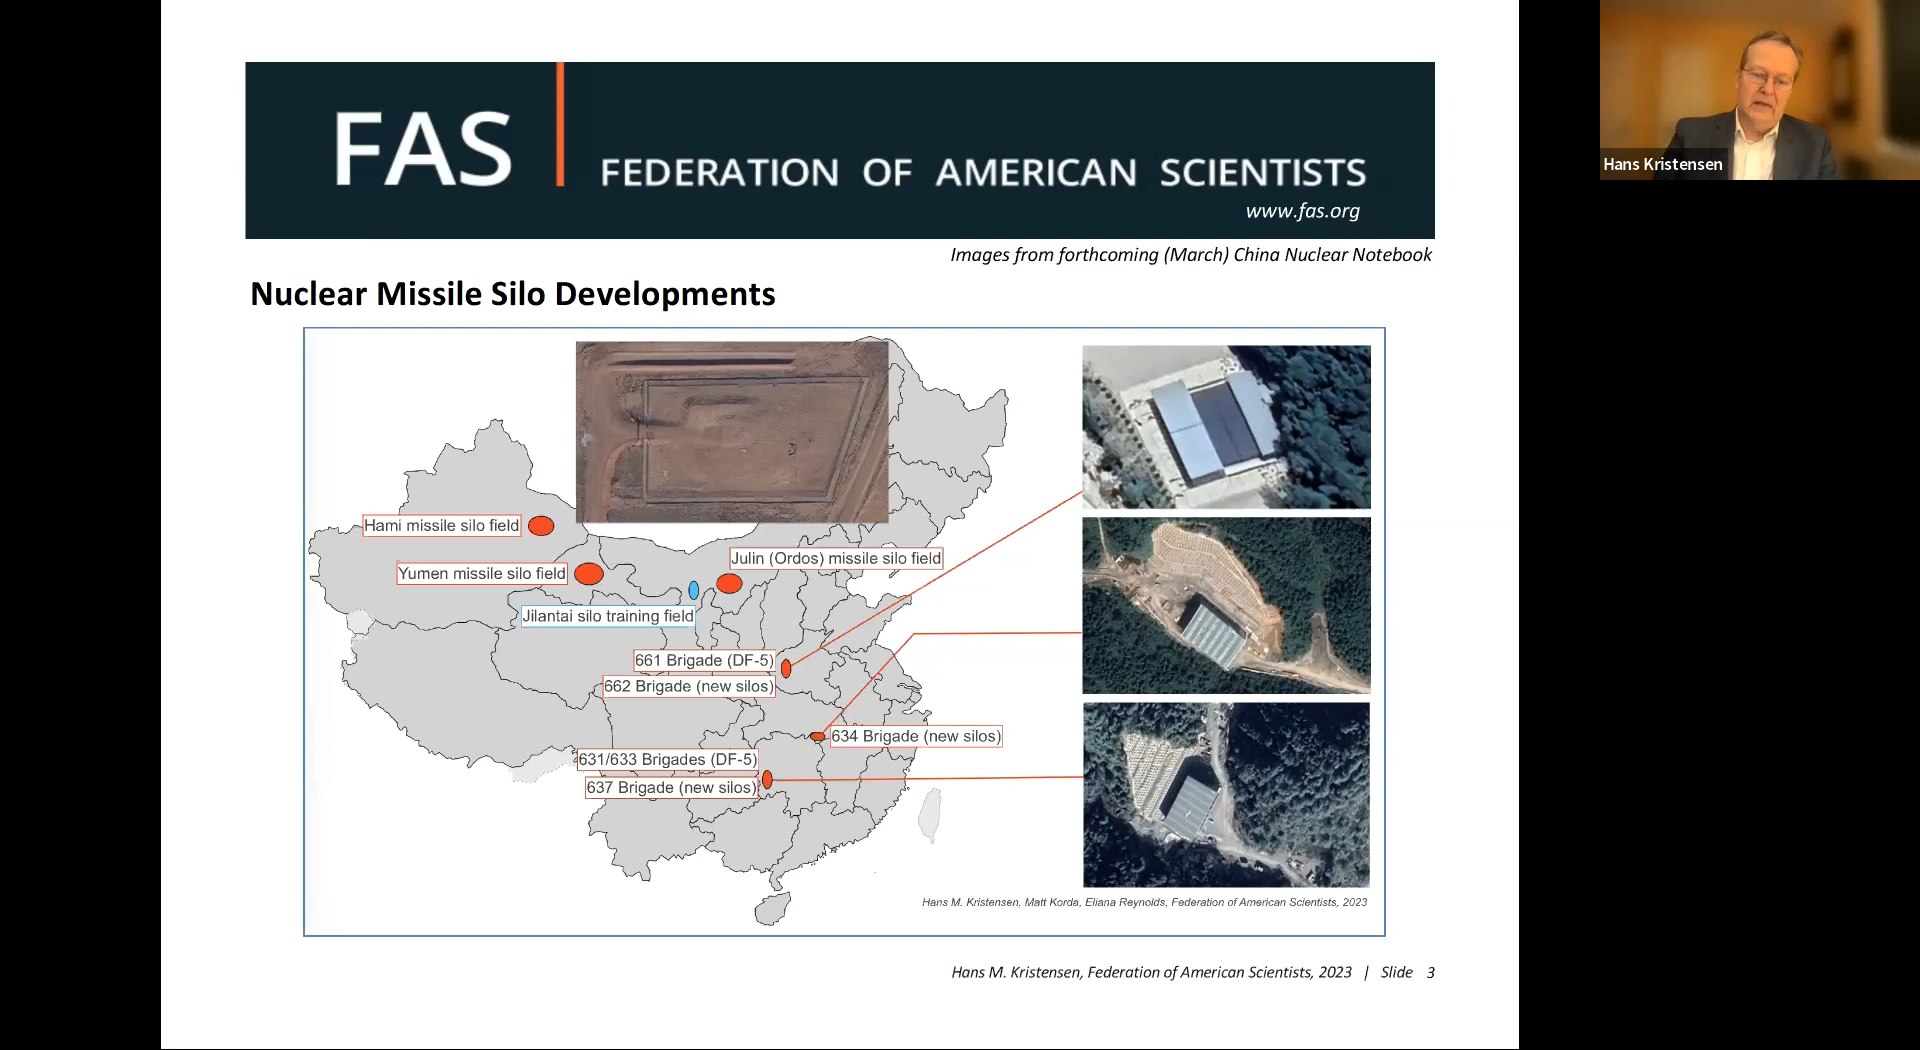 FAS
FEDERATION OF AMERICAN SCIENTISTS
www.fas.org
Hans Kristensen
Images from forthcoming (March) China Nuclear Notebook
Nuclear Missile Silo Developments
Hami missile silo field
Yumen missile silo field
Julin (Ordos) missile silo field
Jilantai silo training field
661 Brigade (DF-5)
662 Brigade (new silos)
634 Brigade (new silos)
631/633 Brigades (DF-5)
637 Brigade (new silos)
Hans M. Kristensen, Matt Korda, Eliana Reynolds, Federation of American Scientists, 2023
Hans M. Kristensen, Federation of American Scientists, 2023 | Slide 3